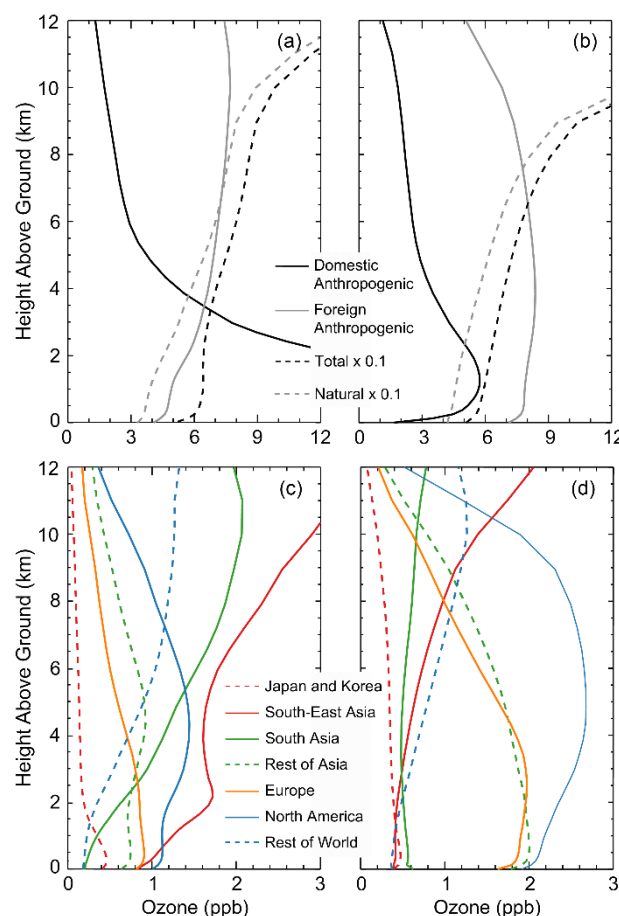 (a)
(b)
12
10
8
6
4
2
0
Height Above Ground (km)
Domestic
Anthropogenic
Foreign
Anthropogenic
Total x 0.1
Natural x 0.1
0 3 6 9 12
3 6 9 12
(c)
(d)
12
10
8
6
4
2
0
Height Above Ground (km)
Japan and Korea
South-East Asia
South Asia
Rest of Asia
Europe
North America
Rest of World
0 1 2 3
1 2 3
Ozone (ppb)
Ozone (ppb)